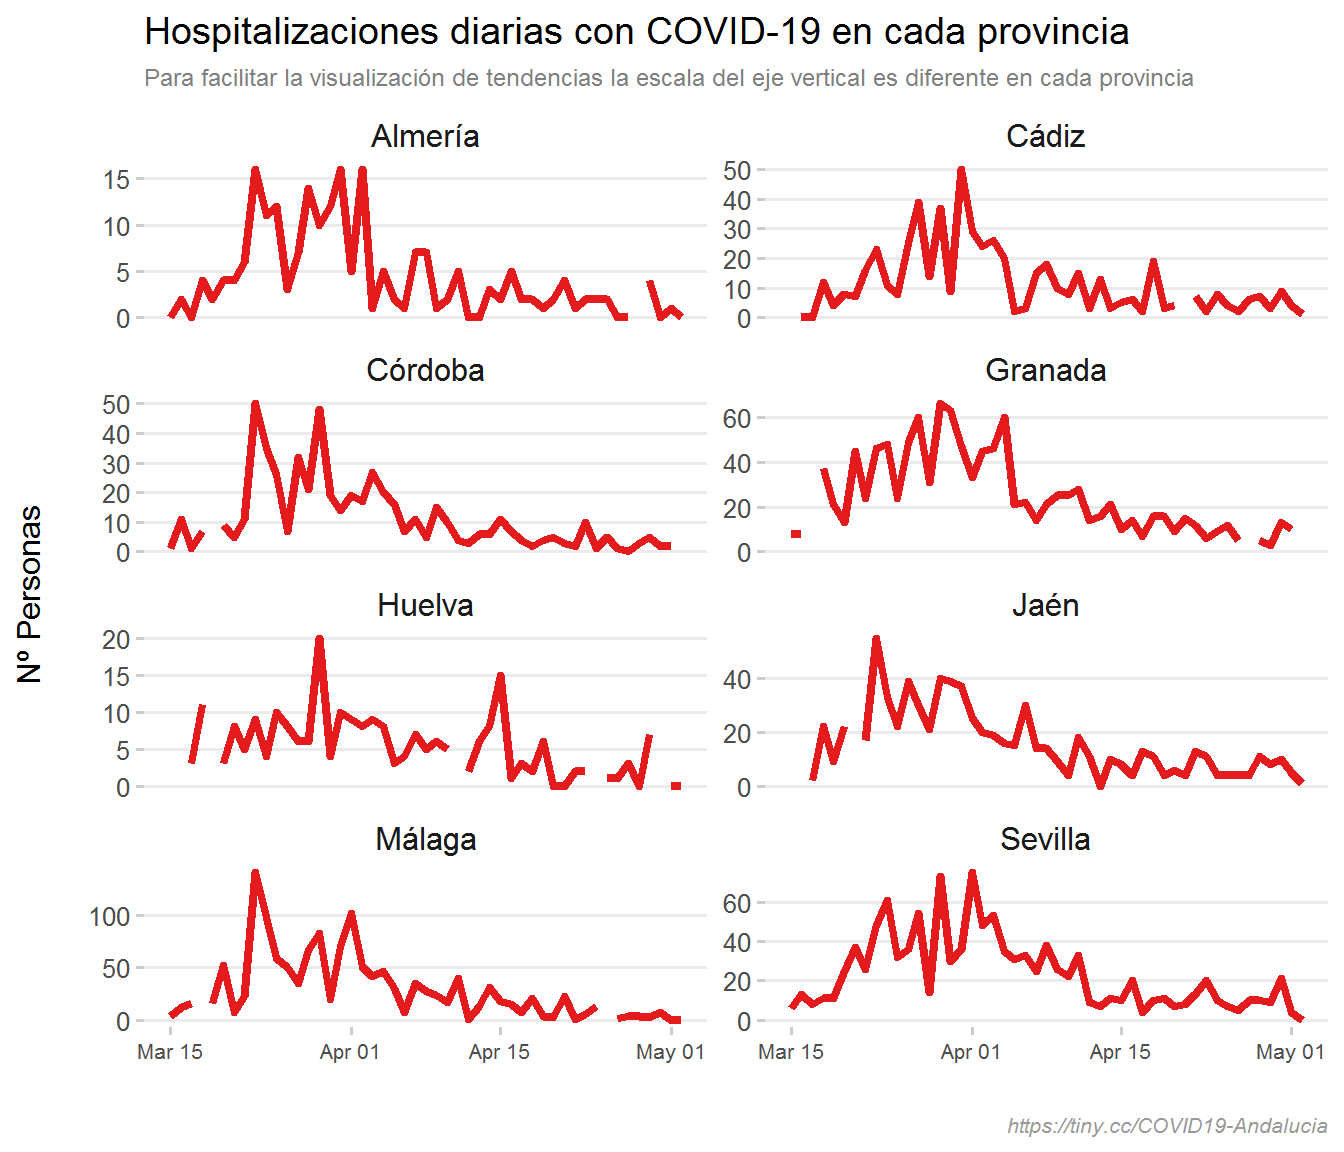 Hospitalizaciones diarias con COVID-19 en cada provincia
Para facilitar la visualización de tendencias la escala del eje vertical es diferente en cada provincia
Nº Personas
Almería
15
10
5
0
Cádiz
50
40
30
20
10
0
Córdoba
50
40
30
20
10
0
Granada
60
40
20
0
Huelva
20
15
10
5
0
Jaén
40
20
0
Málaga
100
50
0
Mar 15 Apr 01 Apr 15 May 01
Sevilla
60
40
20
0
Mar 15 Apr 01 Apr 15 May 01
https://tiny.cc/COVID19-Andalucia